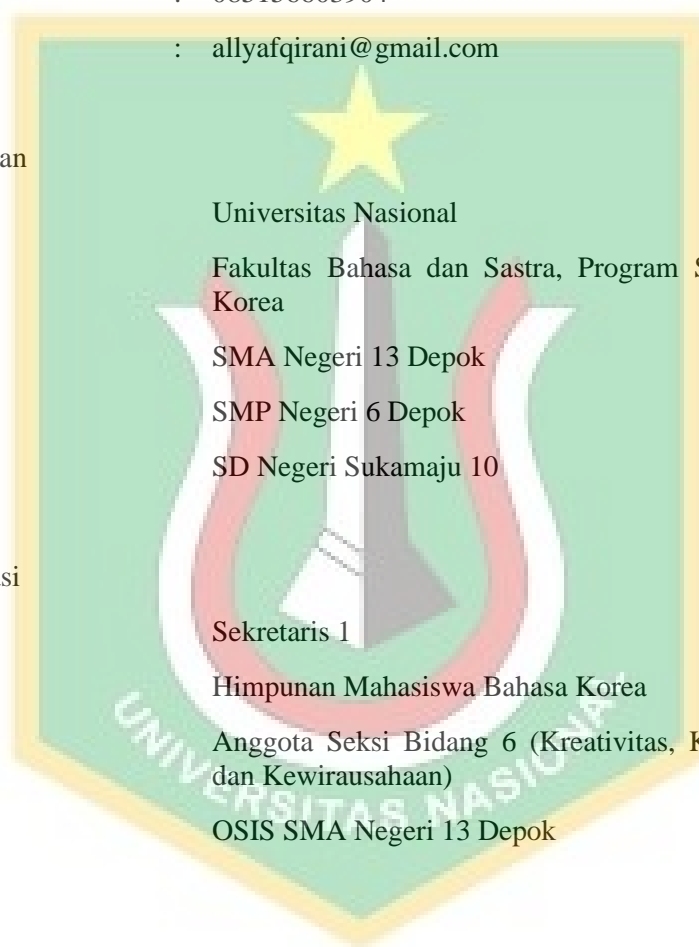 : allyafqirani@gmail.com
Universitas Nasional
Fakultas Bahasa dan Sastra, Program
Korea
SMA Negeri 13 Depok
SMP Negeri 6 Depok
SD Negeri Sukamaju 10
Sekretaris 1
Himpunan Mahasiswa Bahasa Korea
Anggota Seksi Bidang 6 (Kreativitas,
dan Kewirausahaan)
OSIS SMA Negeri 13 Depok
UNIVERSITAS NASIONAL